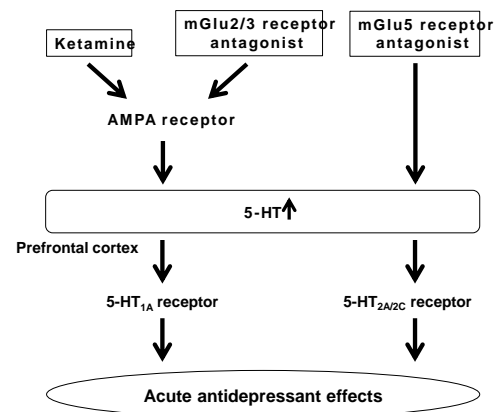 Ketamine
mGlu2/3 receptor
antagonist
mGlu5 receptor
antagonist
AMPA receptor
5-HT↑
Prefrontal cortex
5-HT1A receptor
5-HT2A/2C receptor
Acute antidepressant effects